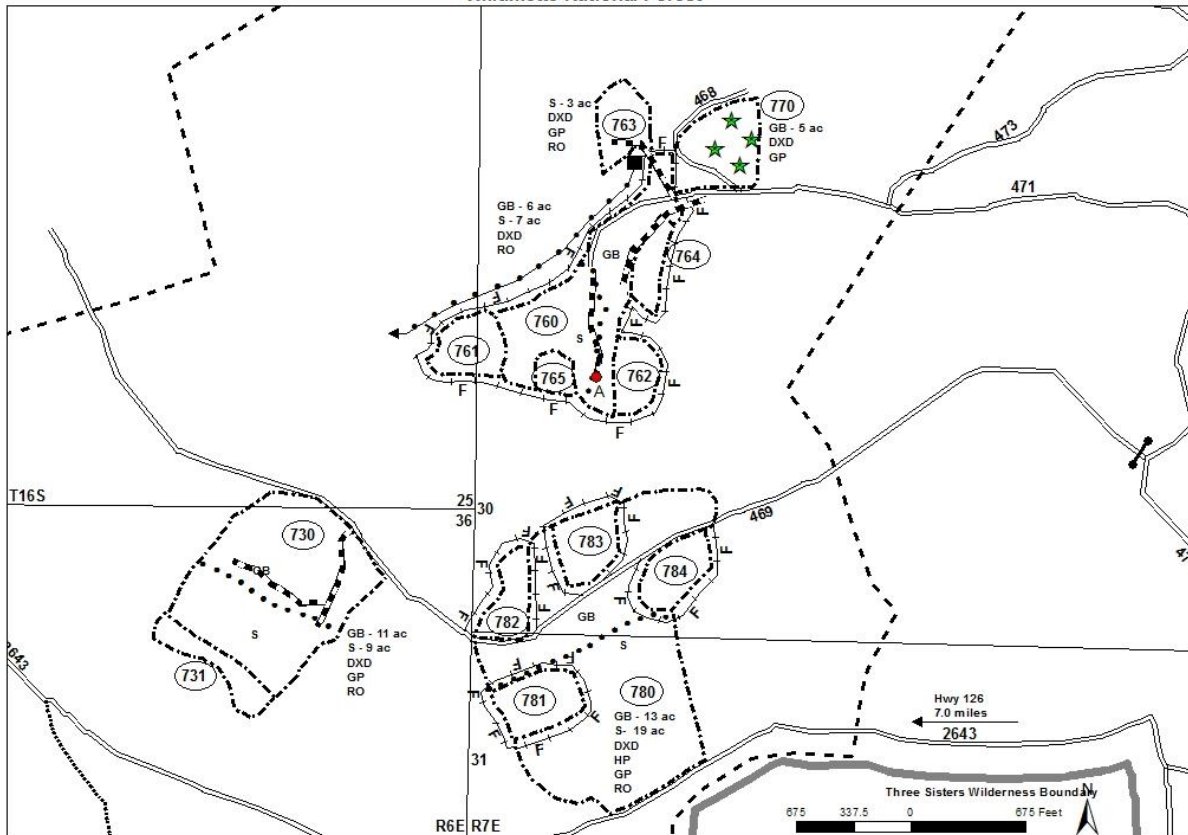 468
770
GB - 5 ac
DXD
GP
S - 3 ac
DXD
GP
RO
763
F
473
471
GB - 6 ac
S - 7 ac
DXD
RO
F
GB
764
F
F
F
760
F
S
761
765
762
F
A
F
F
F
T16S
25
30
36
F
F
F
469
730
783
F
F
GB
F
784
F
F
F
782
F
F
GB
S
S
GB - 11 ac
S - 9 ac
DXD
GP
RO
731
F
F
F
781
780
F
F
F
GB - 13 ac
S- 19 ac
DXD
HP
GP
RO
Hwy 126
7.0 miles
2643
31
Three Sisters Wilderness Boundary
N
675 337.5 0 675 Feet
R6E R7E